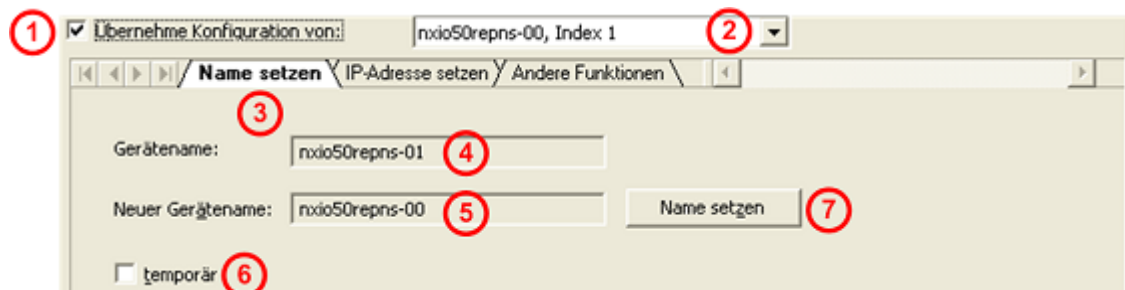 1 Übernehme Konfiguration von: nxio50repns-00, Index 1 2
Name setzen IP-Adresse setzen Andere Funktionen
3
Gerätename: nxio50repns-01 4
Neuer Gerätename: nxio50repns-00 5 Name setzen 7
temporär 6